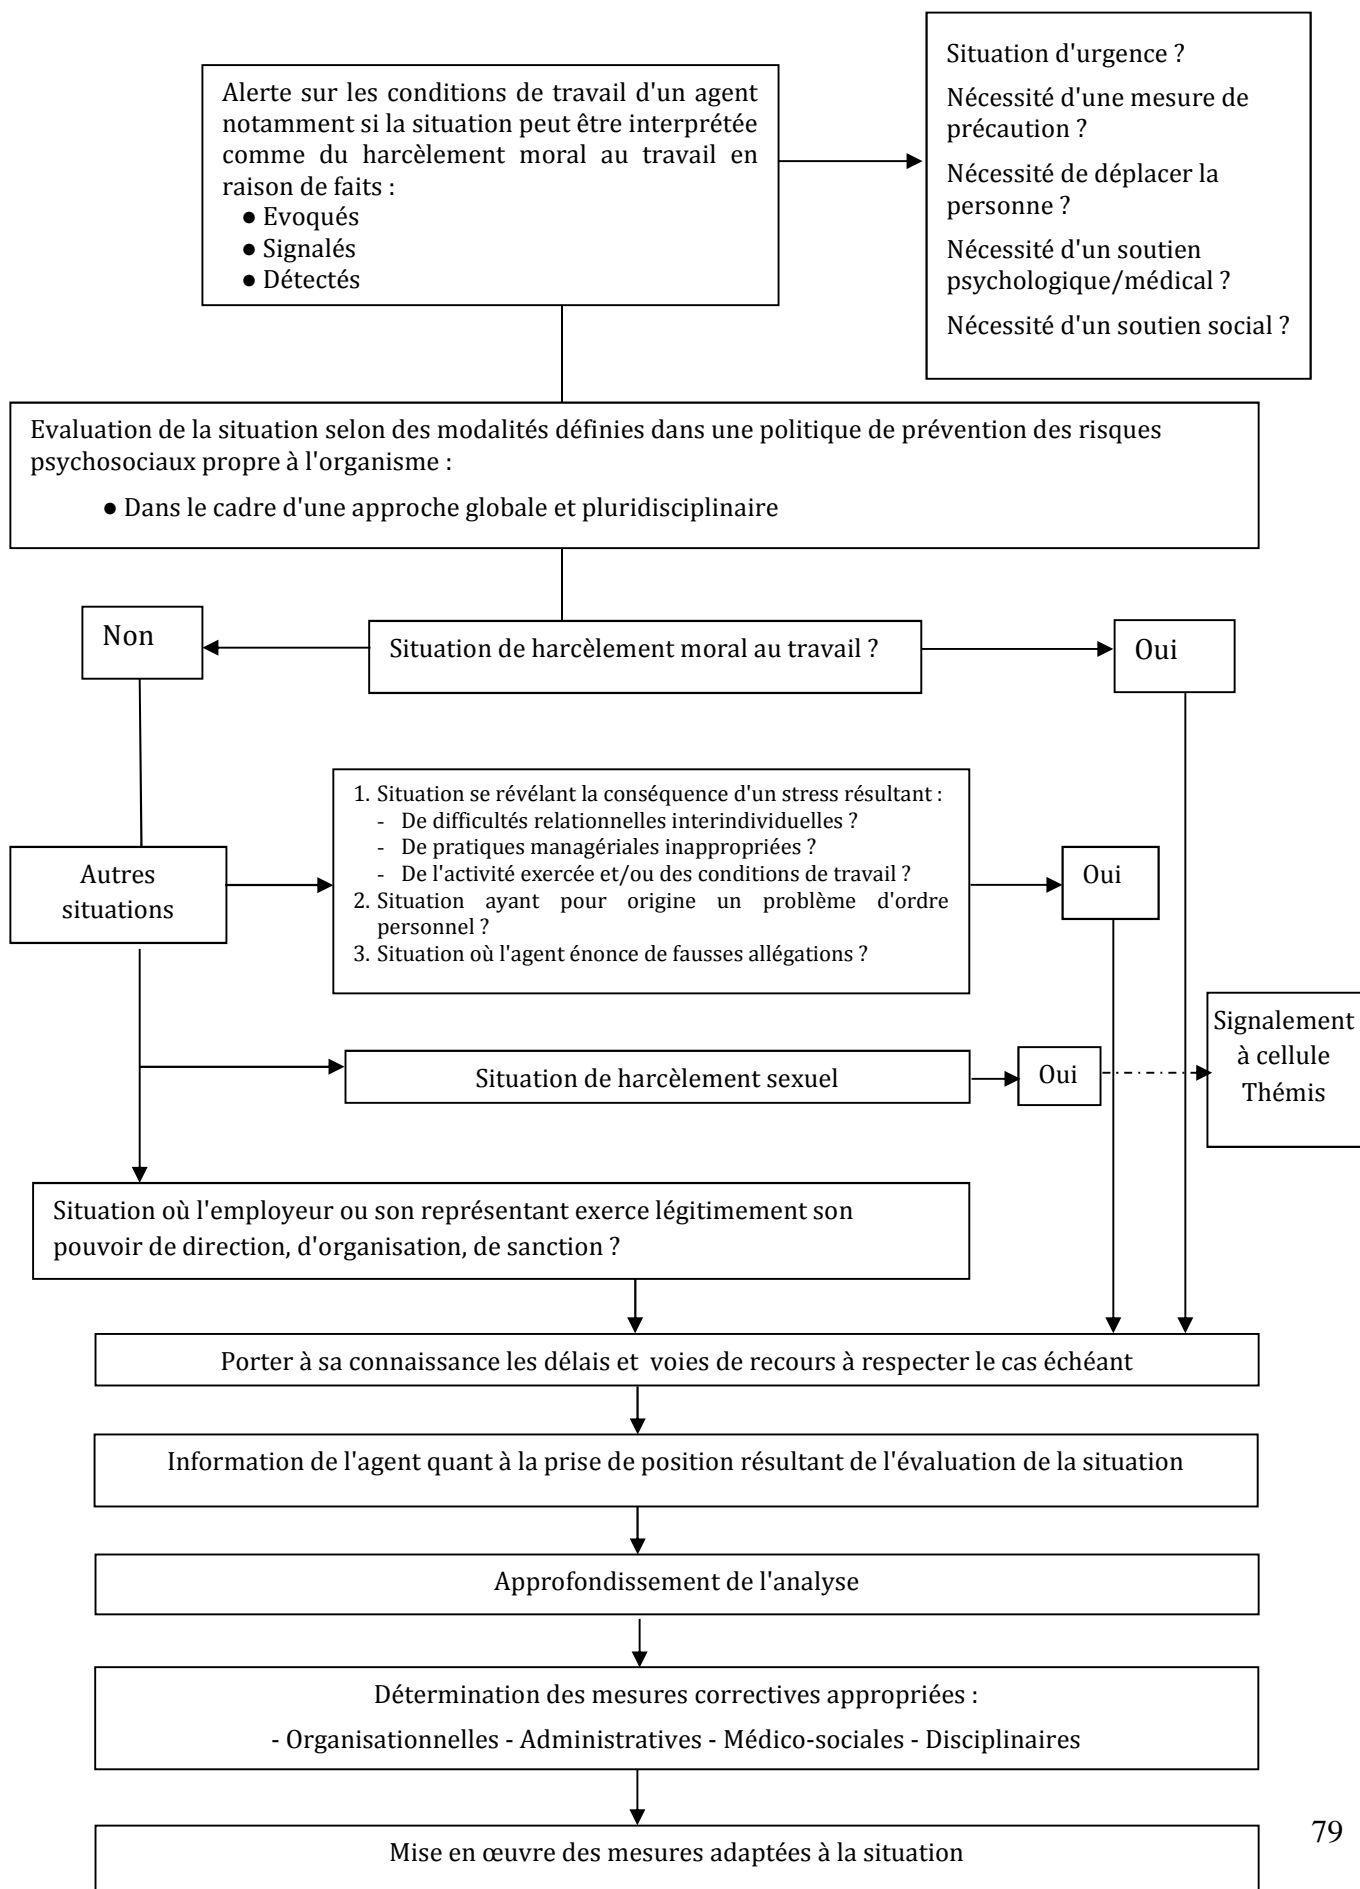 Alerte sur les conditions de travail d'un agent
notamment si la situation peut être interprétée
comme du harcèlement moral au travail en
raison de faits :
● Evoqués
● Signalés
● Détectés
Situation d'urgence ?
Nécessité d'une mesure de
précaution ?
Nécessité de déplacer la
personne ?
Nécessité d'un soutien
psychologique/médical ?
Nécessité d'un soutien social ?
Evaluation de la situation selon des modalités définies dans une politique de prévention des risques
psychosociaux propre à l'organisme :
● Dans le cadre d'une approche globale et pluridisciplinaire
Non
Situation de harcèlement moral au travail ?
Oui
Autres
situations
1. Situation se révélant la conséquence d'un stress résultant :
- De difficultés relationnelles interindividuelles ?
- De pratiques managériales inappropriées ?
- De l'activité exercée et/ou des conditions de travail ?
2. Situation ayant pour origine un problème d'ordre
personnel ?
3. Situation où l'agent énonce de fausses allégations ?
Oui
Situation de harcèlement sexuel
Oui
Signalement
à cellule
Thémis
Situation où l'employeur ou son représentant exerce légitimement son
pouvoir de direction, d'organisation, de sanction ?
Porter à sa connaissance les délais et voies de recours à respecter le cas échéant
Information de l'agent quant à la prise de position résultant de l'évaluation de la situation
Approfondissement de l'analyse
Détermination des mesures correctives appropriées :
- Organisationnelles - Administratives - Médico-sociales - Disciplinaires
Mise en œuvre des mesures adaptées à la situation
79